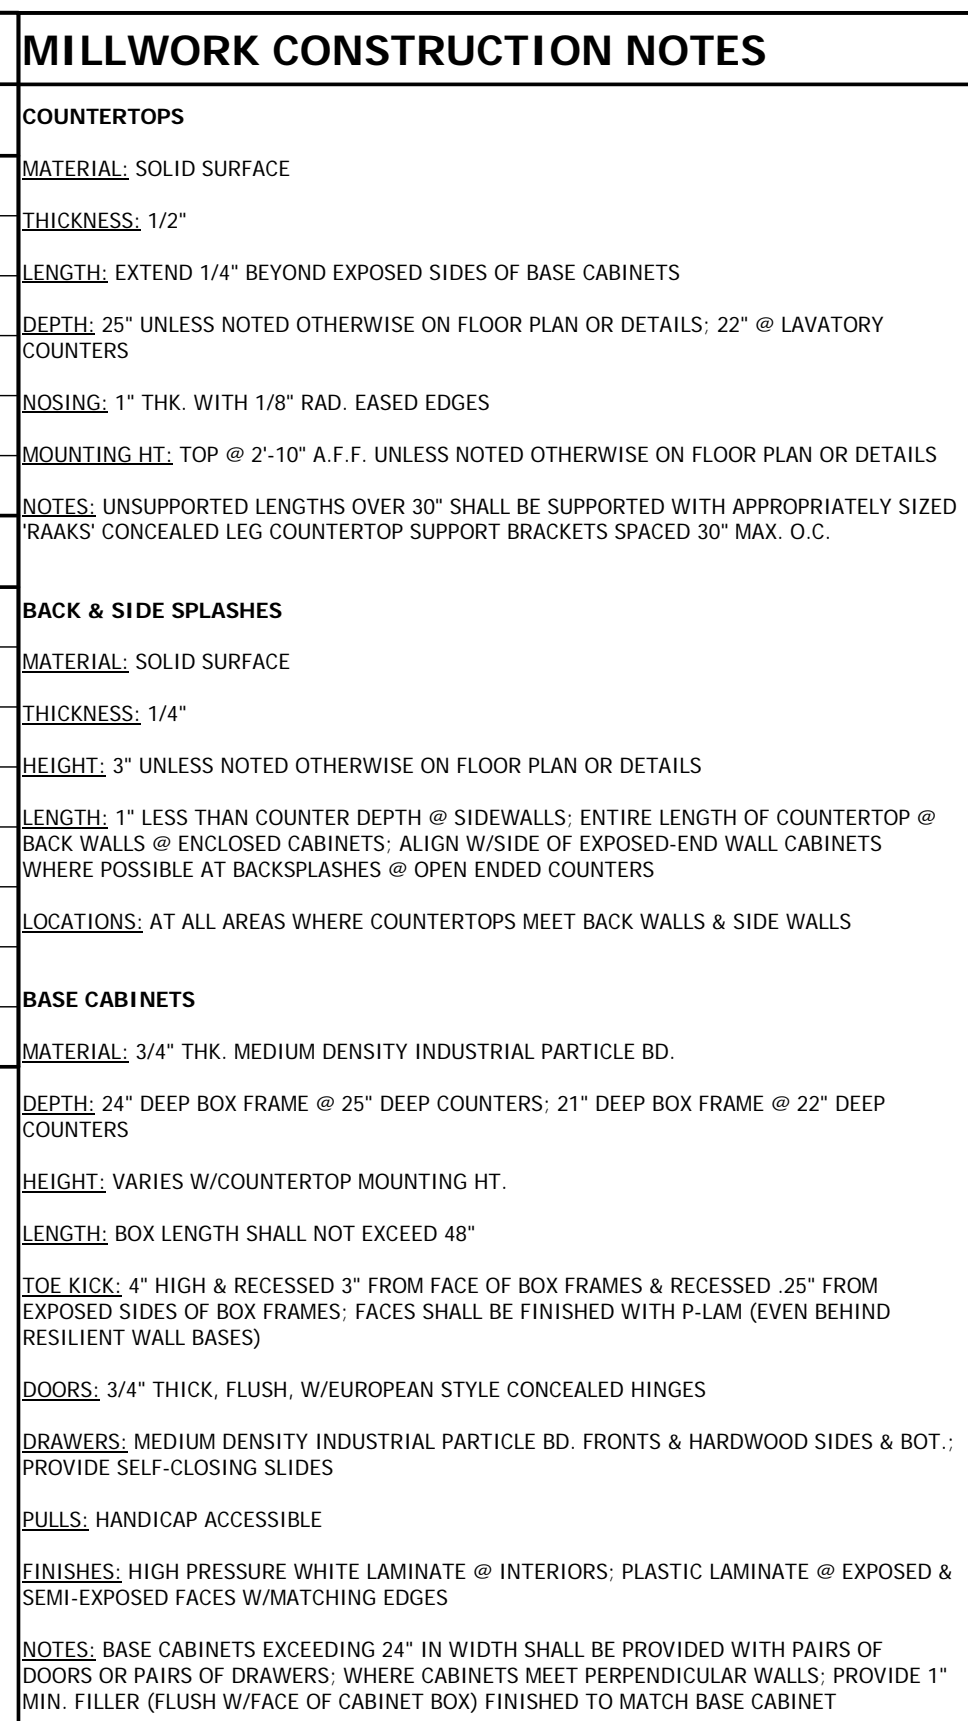 MILLWORK CONSTRUCTION NOTES
COUNTERTOPS
MATERIAL: SOLID SURFACE
THICKNESS: 1/2"
LENGTH: EXTEND 1/4" BEYOND EXPOSED SIDES OF BASE CABINETS
DEPTH: 25" UNLESS NOTED OTHERWISE ON FLOOR PLAN OR DETAILS; 22" @ LAVATORY
COUNTERS
NOSING: 1" THK. WITH 1/8" RAD. EASED EDGES
MOUNTING HT: TOP @ 2'-10" A.F.F. UNLESS NOTED OTHERWISE ON FLOOR PLAN OR DETAILS
NOTES: UNSUPPORTED LENGTHS OVER 30" SHALL BE SUPPORTED WITH APPROPRIATELY SIZED
'RAAKS' CONCEALED LEG COUNTERTOP SUPPORT BRACKETS SPACED 30" MAX. O.C.
BACK & SIDE SPLASHES
MATERIAL: SOLID SURFACE
THICKNESS: 1/4"
HEIGHT: 3" UNLESS NOTED OTHERWISE ON FLOOR PLAN OR DETAILS
LENGTH: 1" LESS THAN COUNTER DEPTH @ SIDEWALLS; ENTIRE LENGTH OF COUNTERTOP @
BACK WALLS @ ENCLOSED CABINETS; ALIGN W/SIDE OF EXPOSED-END WALL CABINETS
WHERE POSSIBLE AT BACKSPLASHES @ OPEN ENDED COUNTERS
LOCATIONS: AT ALL AREAS WHERE COUNTERTOPS MEET BACK WALLS & SIDE WALLS
BASE CABINETS
MATERIAL: 3/4" THK. MEDIUM DENSITY INDUSTRIAL PARTICLE BD.
DEPTH: 24" DEEP BOX FRAME @ 25" DEEP COUNTERS; 21" DEEP BOX FRAME @ 22" DEEP
COUNTERS
HEIGHT: VARIES W/COUNTERTOP MOUNTING HT.
LENGTH: BOX LENGTH SHALL NOT EXCEED 48"
TOE KICK: 4" HIGH & RECESSED 3" FROM FACE OF BOX FRAMES & RECESSED .25" FROM
EXPOSED SIDES OF BOX FRAMES; FACES SHALL BE FINISHED WITH P-LAM (EVEN BEHIND
RESILIENT WALL BASES)
DOORS: 3/4" THICK, FLUSH, W/EUROPEAN STYLE CONCEALED HINGES
DRAWERS: MEDIUM DENSITY INDUSTRIAL PARTICLE BD. FRONTS & HARDWOOD SIDES & BOT.;
PROVIDE SELF-CLOSING SLIDES
PULLS: HANDICAP ACCESSIBLE
FINISHES: HIGH PRESSURE WHITE LAMINATE @ INTERIORS; PLASTIC LAMINATE @ EXPOSED &
SEMI-EXPOSED FACES W/MATCHING EDGES
NOTES: BASE CABINETS EXCEEDING 24" IN WIDTH SHALL BE PROVIDED WITH PAIRS OF
DOORS OR PAIRS OF DRAWERS; WHERE CABINETS MEET PERPENDICULAR WALLS; PROVIDE 1"
MIN. FILLER (FLUSH W/FACE OF CABINET BOX) FINISHED TO MATCH BASE CABINET